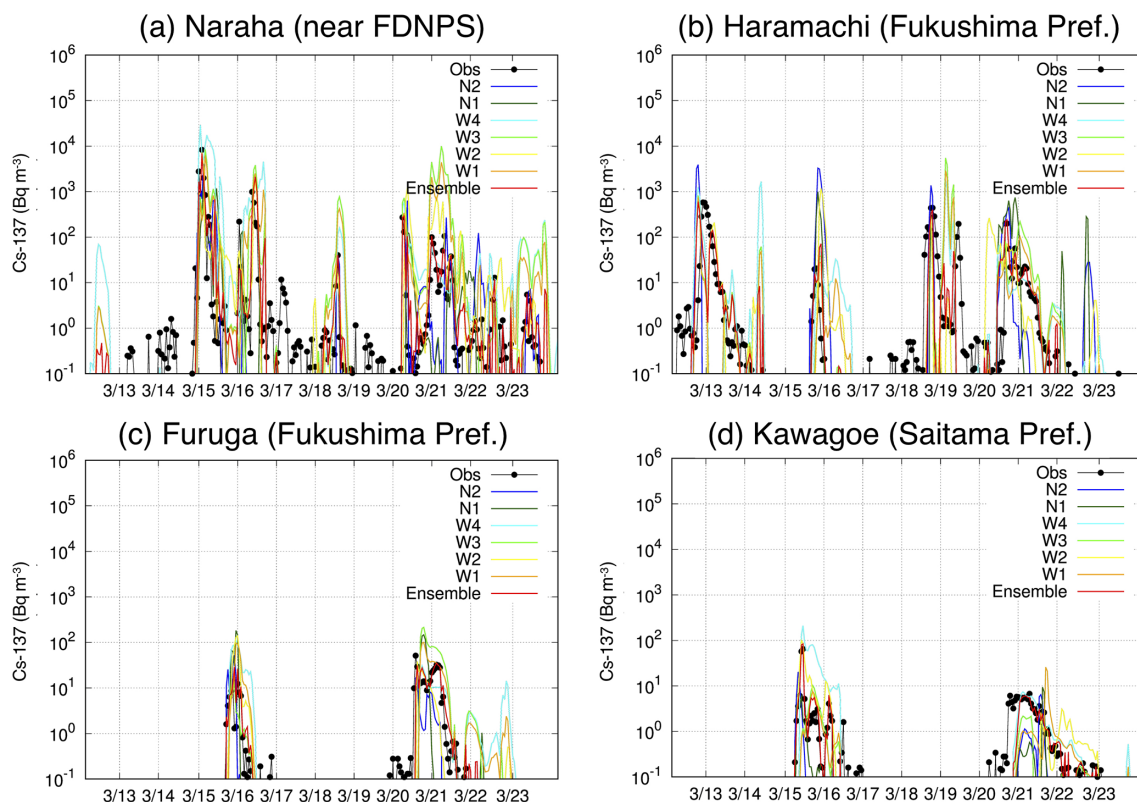 (a) Naraha (near FDNPS)
Cs-137 (Bq m-3)
10^6
10^5
10^4
10^3
10^2
10^1
10^0
10^-1
Obs
N2
N1
W4
W3
W2
W1
Ensemble
3/13 3/14 3/15 3/16 3/17 3/18 3/19 3/20 3/21 3/22 3/23
(b) Haramachi (Fukushima Pref.)
Cs-137 (Bq m-3)
10^6
10^5
10^4
10^3
10^2
10^1
10^0
10^-1
Obs
N2
N1
W4
W3
W2
W1
Ensemble
3/13 3/14 3/15 3/16 3/17 3/18 3/19 3/20 3/21 3/22 3/23
(c) Furuga (Fukushima Pref.)
Cs-137 (Bq m-3)
10^6
10^5
10^4
10^3
10^2
10^1
10^0
10^-1
Obs
N2
N1
W4
W3
W2
W1
Ensemble
3/13 3/14 3/15 3/16 3/17 3/18 3/19 3/20 3/21 3/22 3/23
(d) Kawagoe (Saitama Pref.)
Cs-137 (Bq m-3)
10^6
10^5
10^4
10^3
10^2
10^1
10^0
10^-1
Obs
N2
N1
W4
W3
W2
W1
Ensemble
3/13 3/14 3/15 3/16 3/17 3/18 3/19 3/20 3/21 3/22 3/23